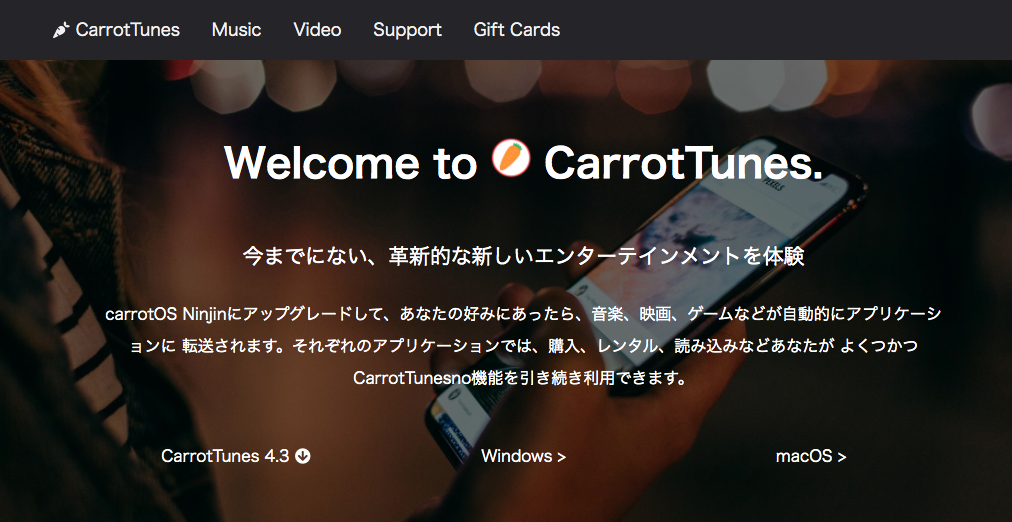 CarrotTunes Music Video Support Gift Cards
Welcome to CarrotTunes.
今までにない、革新的な新しいエンターテインメントを体験
carrotOS Ninjinにアップグレードして、あなたの好みにあったら、音楽、映画、ゲームなどが自動的にアプリケーシ
ョンに 転送されます。それぞれのアプリケーションでは、購入、レンタル、読み込みなどあなたが よくつかつ
CarrotTunesno機能を引き続き利用できます。
CarrotTunes 4.3 Windows > macOS >
PEXELS